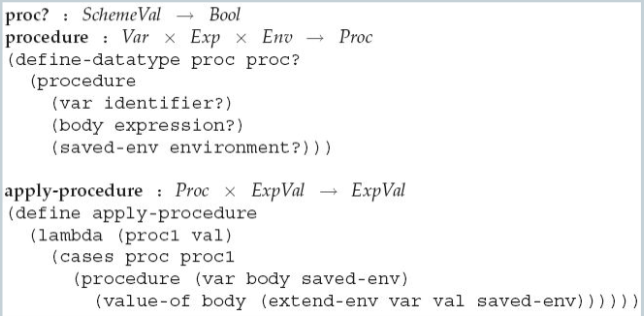 proc? : SchemeVal → Bool
procedure : Var × Exp × Env → Proc
(define-datatype proc proc?
(procedure
(var identifier?)
(body expression?)
(saved-env environment?)))
apply-procedure : Proc × ExpVal → ExpVal
(define apply-procedure
(lambda (proc1 val)
(cases proc proc1
(procedure (var body saved-env)
(value-of body (extend-env var val saved-env))))))